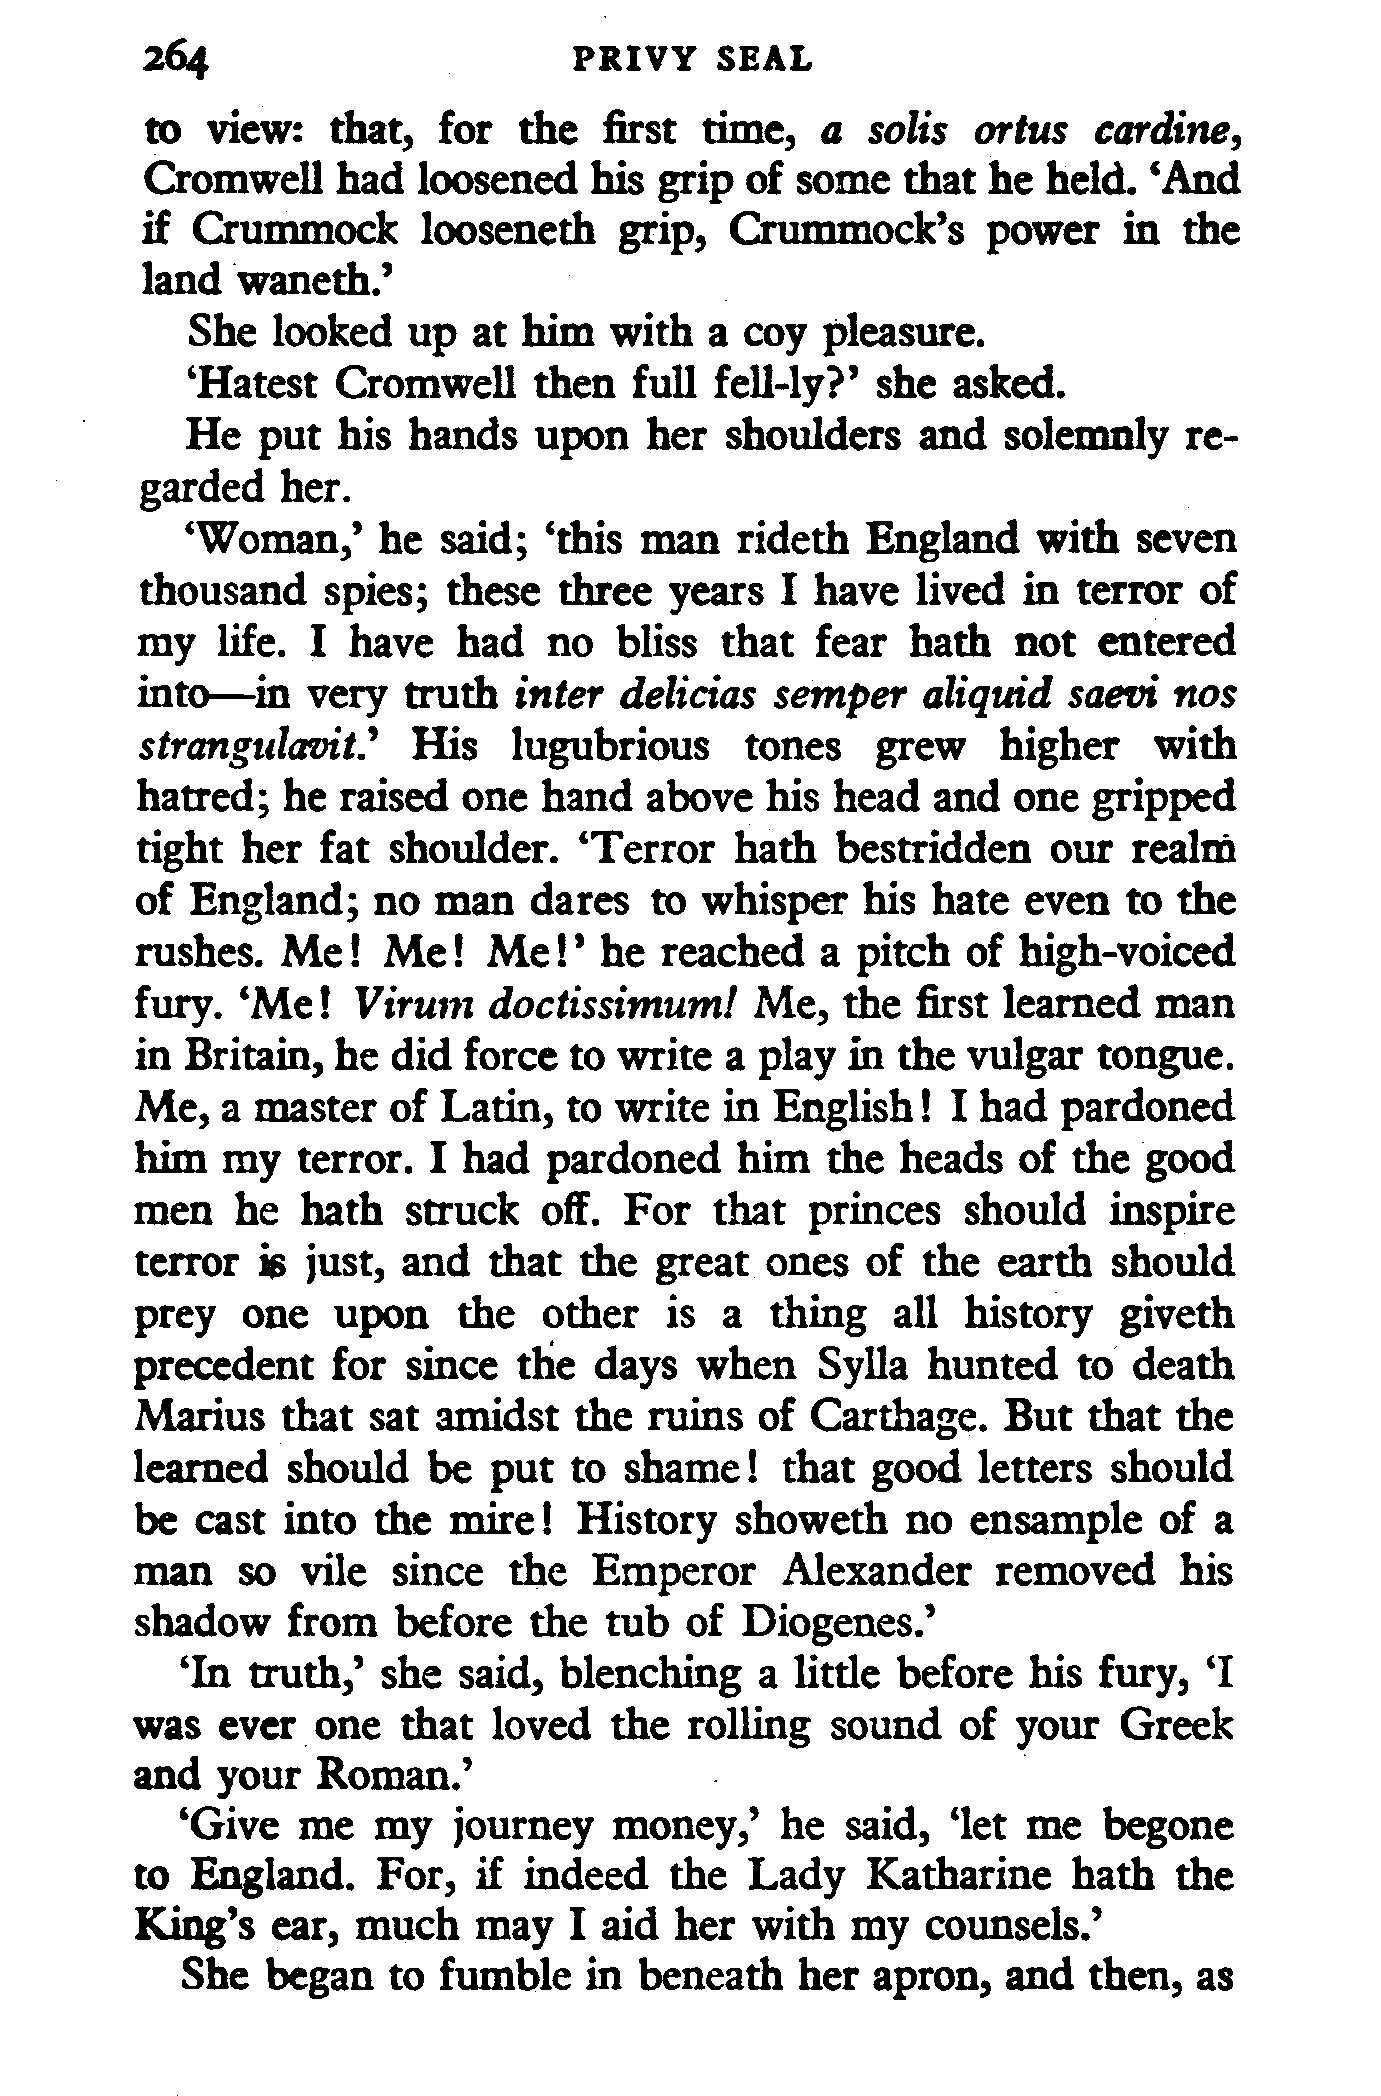 264 PRIVY SEAL
to view: that, for the first time, a solis ortus cardine,
Cromwell had loosened his grip of some that he held. ‘And
if Crummock looseneth grip, Crummock’s power in the
land waneth.’
She looked up at him with a coy pleasure.
‘Hatest Cromwell then full fell-ly?’ she asked.
He put his hands upon her shoulders and solemnly re-
garded her.
‘Woman,’ he said; ‘this man rideth England with seven
thousand spies; these three years I have lived in terror of
my life. I have had no bliss that fear hath not entered
into—in very truth inter delicias semper aliquid saevi nos
strangulavit.’ His lugubrious tones grew higher with
hatred; he raised one hand above his head and one gripped
tight her fat shoulder. ‘Terror hath bestridden our realm
of England; no man dares to whisper his hate even to the
rushes. Me! Me! Me!’ he reached a pitch of high-voiced
fury. ‘Me! Virum doctissimum! Me, the first learned man
in Britain, he did force to write a play in the vulgar tongue.
Me, a master of Latin, to write in English! I had pardoned
him my terror. I had pardoned him the heads of the good
men he hath struck off. For that princes should inspire
terror is just, and that the great ones of the earth should
prey one upon the other is a thing all history giveth
precedent for since the days when Sylla hunted to death
Marius that sat amidst the ruins of Carthage. But that the
learned should be put to shame! that good letters should
be cast into the mire! History showeth no ensample of a
man so vile since the Emperor Alexander removed his
shadow from before the tub of Diogenes.’
‘In truth,’ she said, blenching a little before his fury, ‘I
was ever one that loved the rolling sound of your Greek
and your Roman.’
‘Give me my journey money,’ he said, ‘let me begone
to England. For, if indeed the Lady Katharine hath the
King’s ear, much may I aid her with my counsels.’
She began to fumble in beneath her apron, and then, as